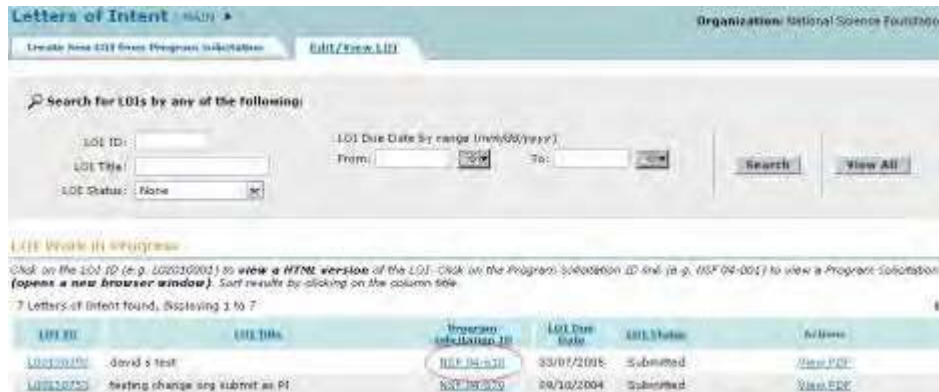 Letters of Intent MAIN
Organization: National Science Foundation
Create New LOI from Program Solicitation Edit/View LOI
Search for LOIs by any of the following:
LOI ID: LOI Due Date by range (mm/dd/yyyy)
LOI Title: From: To: Search View All
LOI Status: None
LOI Work in Progress
Click on the LOI ID (e.g. L02010001) to view a HTML version of the LOI. Click on the Program Solicitation ID link (e.g. NSF 04-001) to view a Program Solicitation
(opens a new browser window). Sort results by clicking on the column title.
7 Letters of Intent found, displaying 1 to 7
LOI ID LOI Title Program Solicitation ID LOI Due Date LOI Status Actions
david s test Submitted View PDF
testing change org submit as PI 09/10/2004 Submitted View PDF